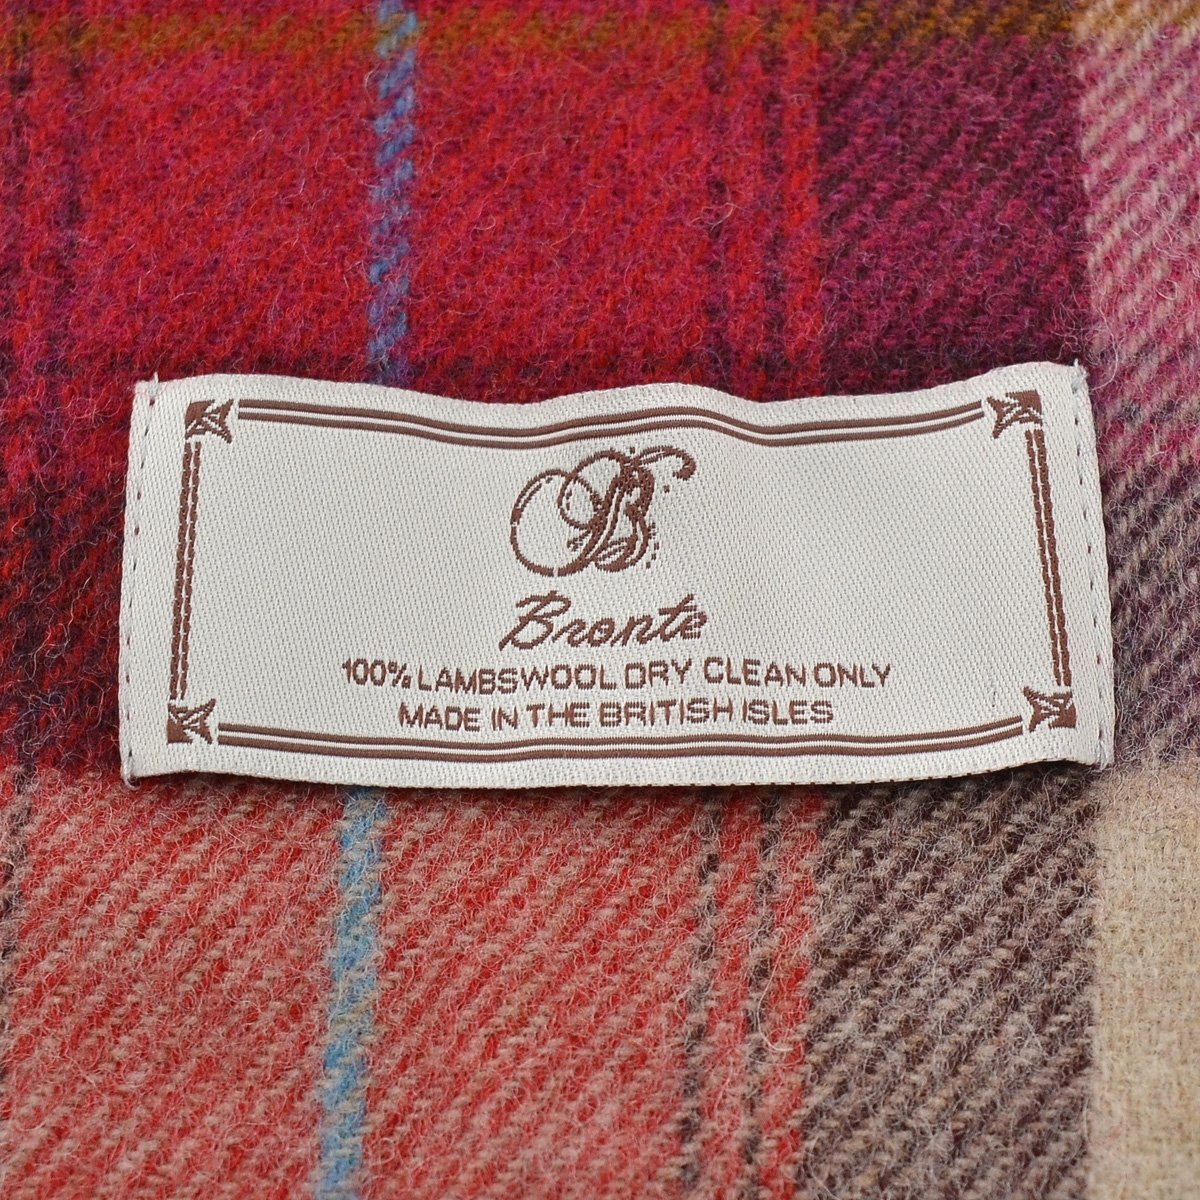 B
Bronte
100% LAMBSWOOL DRY CLEAN ONLY
MADE IN THE BRITISH ISLES